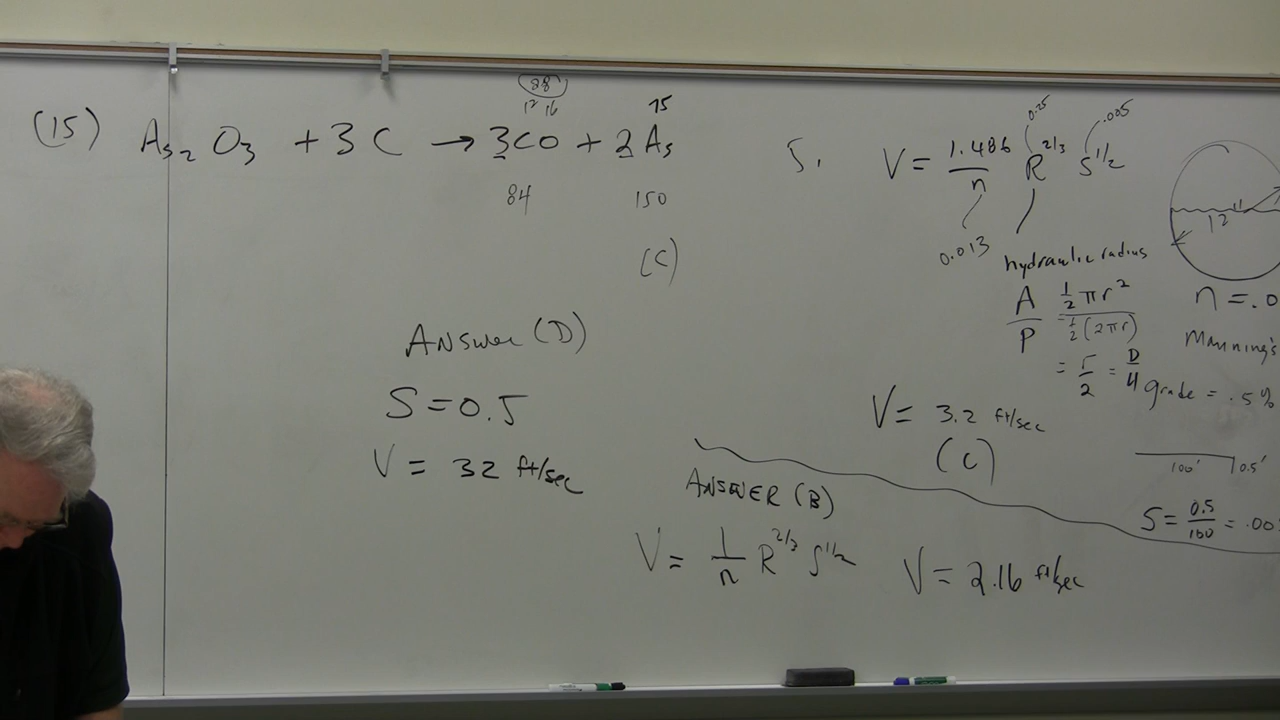 28
12 16
75
(15) As₂O₃ + 3C → 3CO + 2As
84
150
(C)
Answer (D)
S = 0.5
V = 32 ft/sec
5.
0.25
.005
V = 1.486/n R^2/3 S^1/2
0.013
hydraulic radius
A/P = ½πr² / ½(2πr)
= r/2 = D/4
12"
n = .0
Manning's
grade = .5%
V = 3.2 ft/sec
(C)
100'
0.5'
S = 0.5/100 = .00
ANSWER (B)
V = 1/n R^2/3 S^1/2
V = 2.16 ft/sec